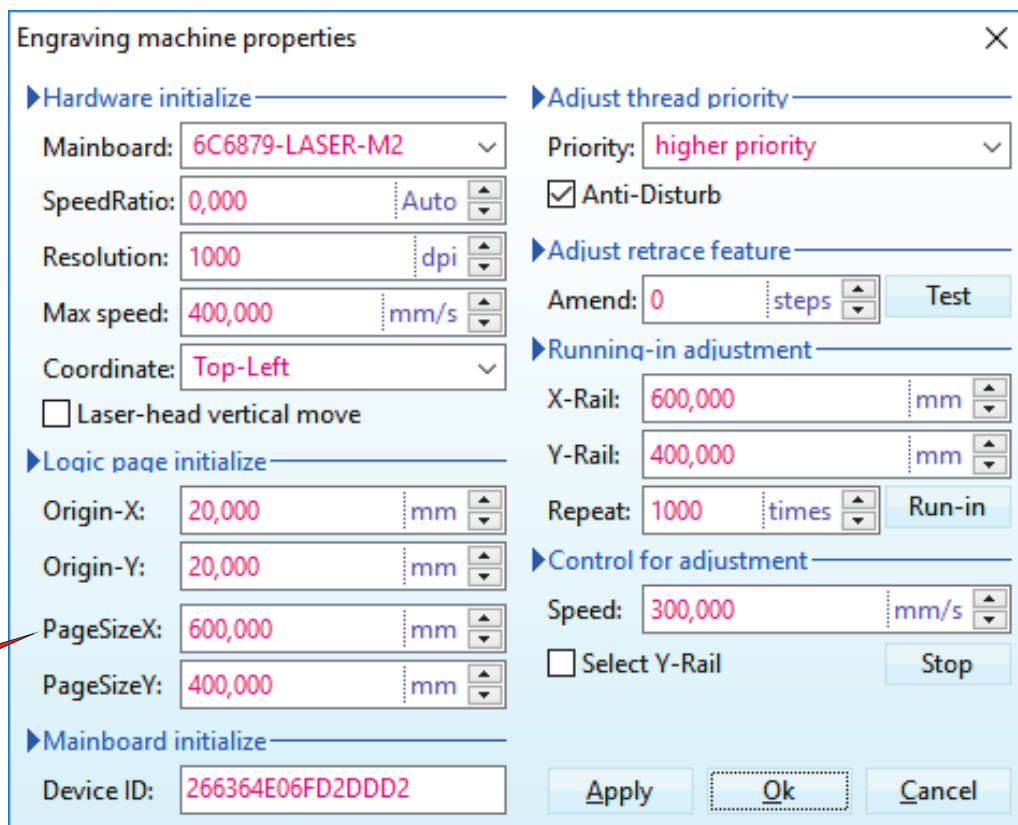 Engraving machine properties
Hardware initialize
Mainboard: 6C6879-LASER-M2
SpeedRatio: 0,000 Auto
Resolution: 1000 dpi
Max speed: 400,000 mm/s
Coordinate: Top-Left
Laser-head vertical move
Logic page initialize
Origin-X: 20,000 mm
Origin-Y: 20,000 mm
PageSizeX: 600,000 mm
PageSizeY: 400,000 mm
Mainboard initialize
Device ID: 266364E06FD2DDD2
Adjust thread priority
Priority: higher priority
Anti-Disturb
Adjust retrace feature
Amend: 0 steps Test
Running-in adjustment
X-Rail: 600,000 mm
Y-Rail: 400,000 mm
Repeat: 1000 times Run-in
Control for adjustment
Speed: 300,000 mm/s
Select Y-Rail Stop
Apply Ok Cancel